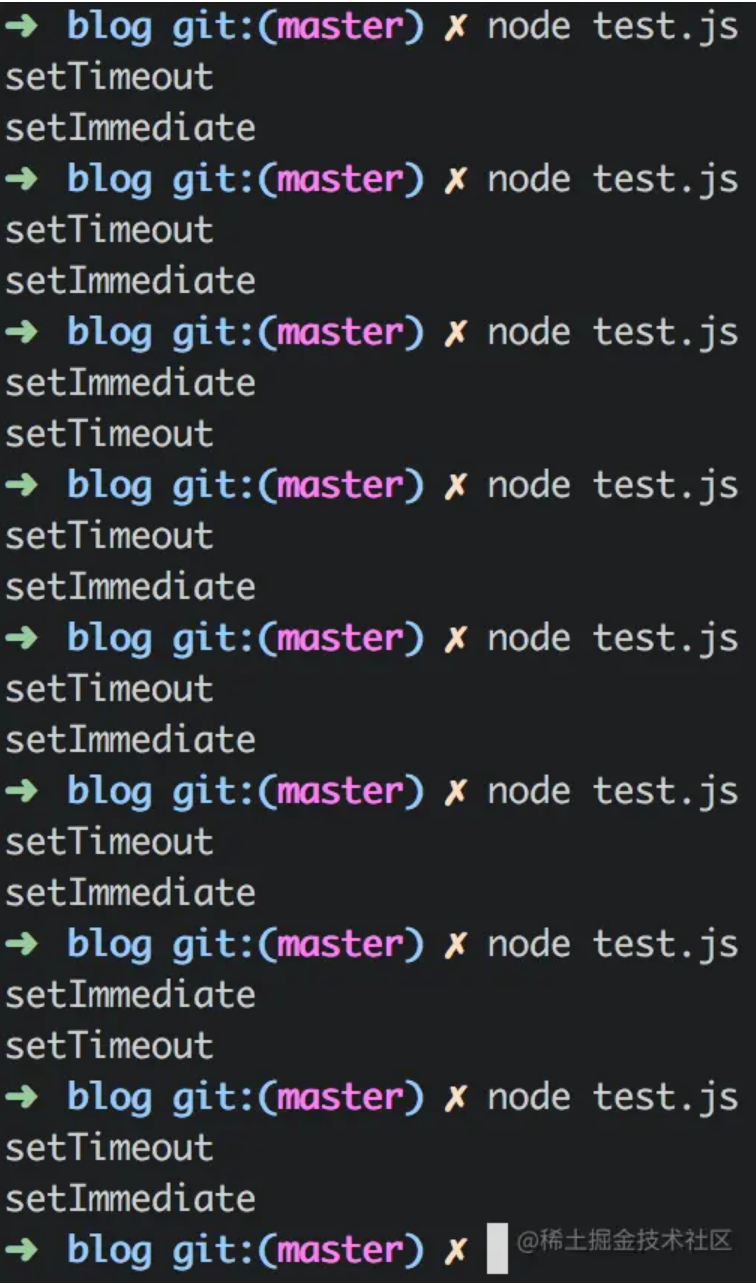 ➜ blog git:(master) ✗ node test.js
setTimeout
setImmediate
➜ blog git:(master) ✗ node test.js
setTimeout
setImmediate
➜ blog git:(master) ✗ node test.js
setImmediate
setTimeout
➜ blog git:(master) ✗ node test.js
setTimeout
setImmediate
➜ blog git:(master) ✗ node test.js
setTimeout
setImmediate
➜ blog git:(master) ✗ node test.js
setTimeout
setImmediate
➜ blog git:(master) ✗ node test.js
setImmediate
setTimeout
➜ blog git:(master) ✗ node test.js
setTimeout
setImmediate
➜ blog git:(master) ✗ @稀土掘金技术社区